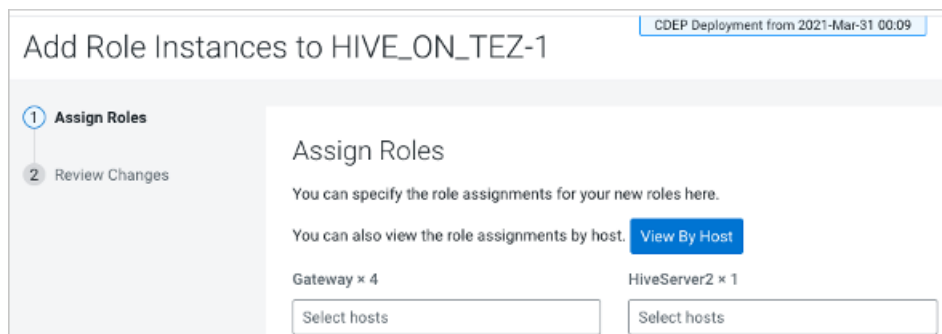 CDEP Deployment from 2021-Mar-31 00:09
Add Role Instances to HIVE_ON_TEZ-1
1 Assign Roles
2 Review Changes
Assign Roles
You can specify the role assignments for your new roles here.
You can also view the role assignments by host. View By Host
Gateway × 4
HiveServer2 × 1
Select hosts
Select hosts